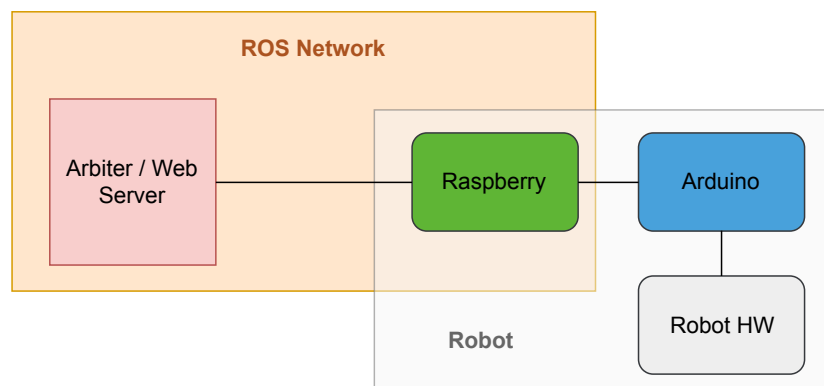 ROS Network
Arbiter / Web
Server
Raspberry
Arduino
Robot HW
Robot